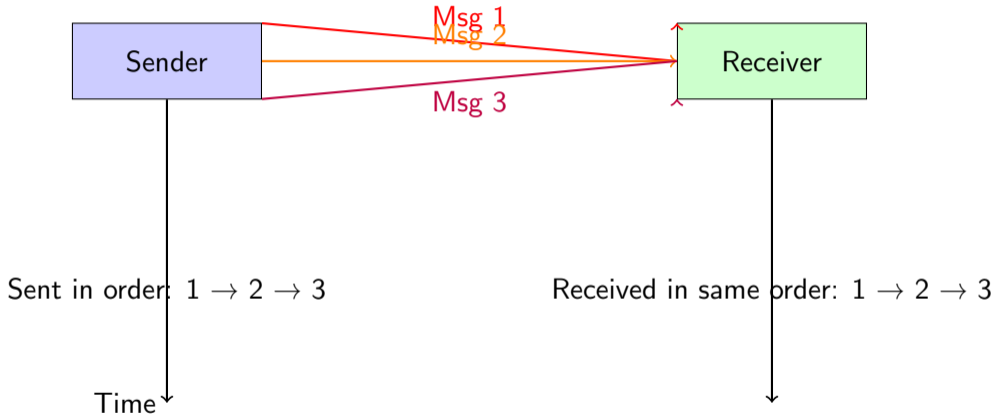 Msg 1
Msg 2
Sender
Receiver
Msg 3
Sent in order: 1 → 2 → 3
Received in same order: 1 → 2 → 3
Time